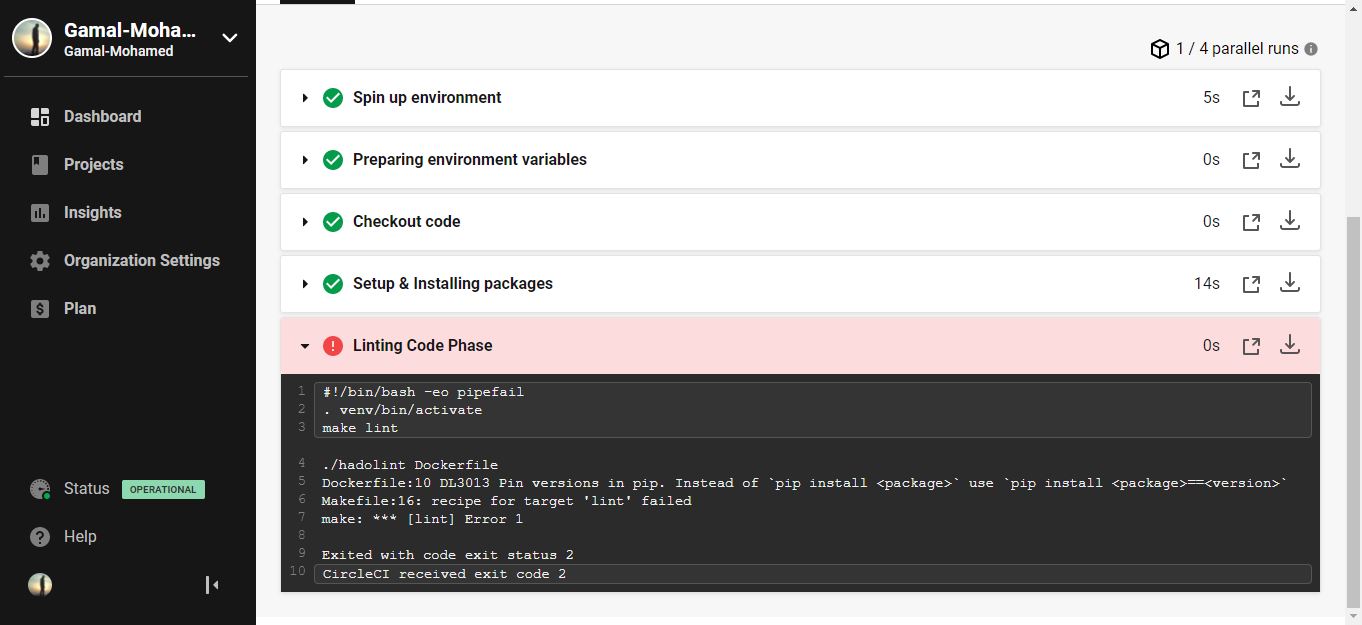 Gamal-Moha...
Gamal-Mohamed
Dashboard
Projects
Insights
Organization Settings
$ Plan
Status OPERATIONAL
? Help
1 / 4 parallel runs i
Spin up environment 5s
Preparing environment variables 0s
Checkout code 0s
Setup & Installing packages 14s
! Linting Code Phase 0s
1 #!/bin/bash -eo pipefail
2 . venv/bin/activate
3 make lint
4 ./hadolint Dockerfile
5 Dockerfile:10 DL3013 Pin versions in pip. Instead of `pip install <package>` use `pip install <package>==<version>`
6 Makefile:16: recipe for target 'lint' failed
7 make: *** [lint] Error 1
8
9 Exited with code exit status 2
10 CircleCI received exit code 2